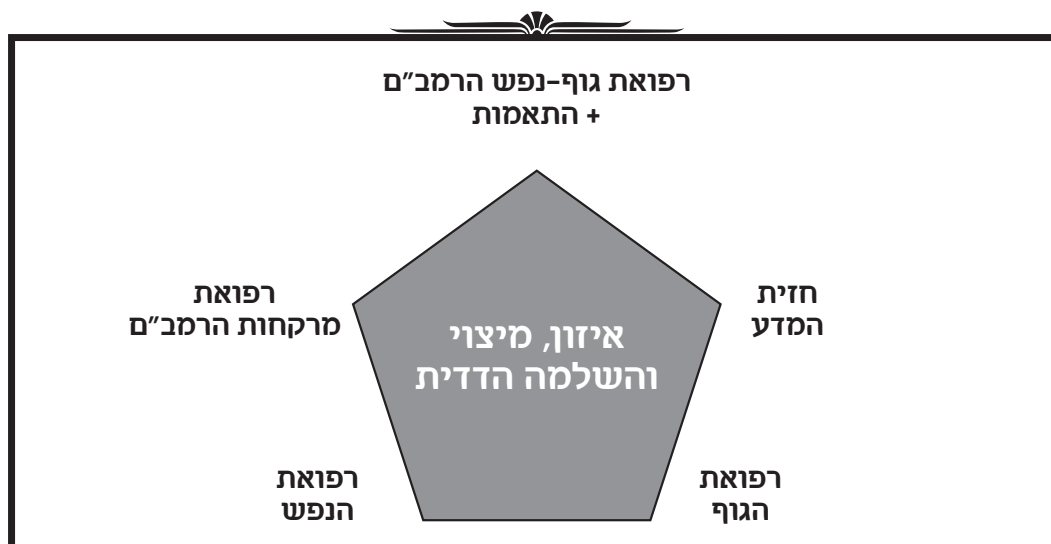 רפואת גוף-נפש הרמב"ם
+ התאמות
חזית
המדע
רפואת
מרקחות הרמב"ם
איזון, מיצוי
והשלמה הדדית
רפואת
הגוף
רפואת
הנפש